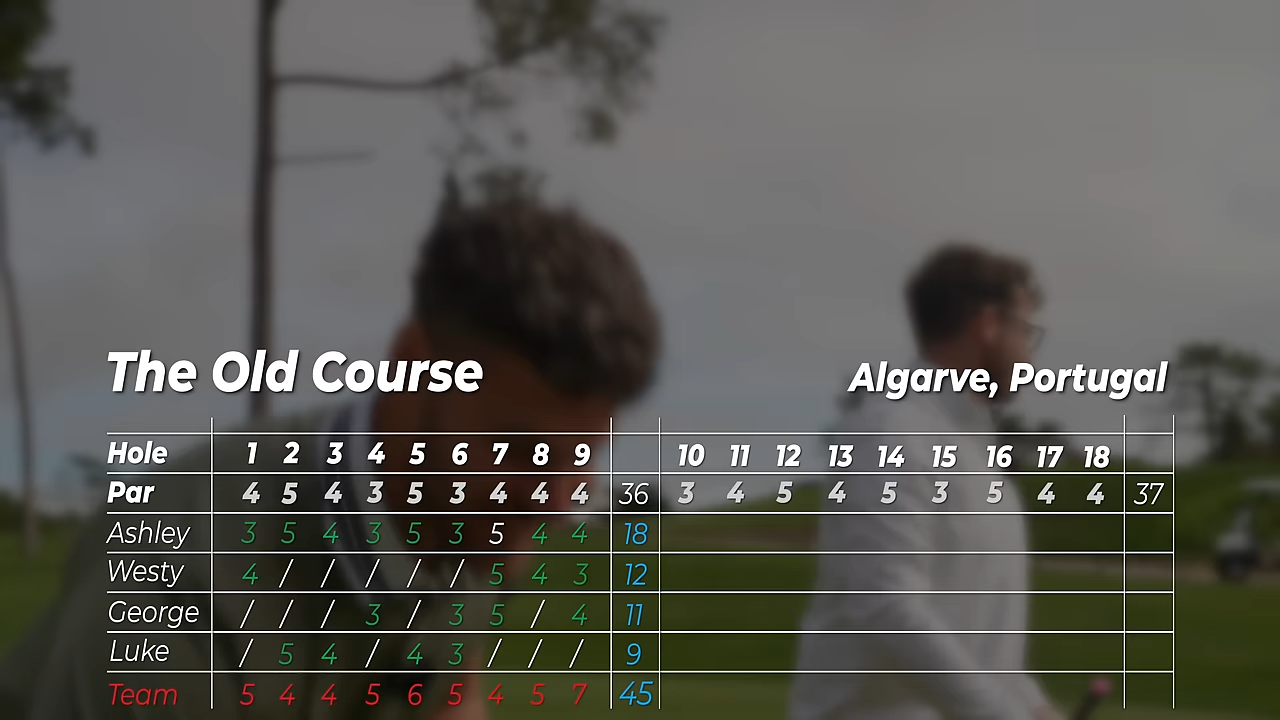 The Old Course
Algarve, Portugal
Hole 1 2 3 4 5 6 7 8 9 10 11 12 13 14 15 16 17 18
Par 4 5 4 3 5 3 4 4 4 36 3 4 5 4 5 3 5 4 4 37
Ashley 3 5 4 3 5 3 5 4 4 18
Westy 4 / / / / / 5 4 3 12
George / / / 3 / 3 5 / 4 11
Luke / 5 4 / 4 3 / / / 9
Team 5 4 4 5 6 5 4 5 7 45